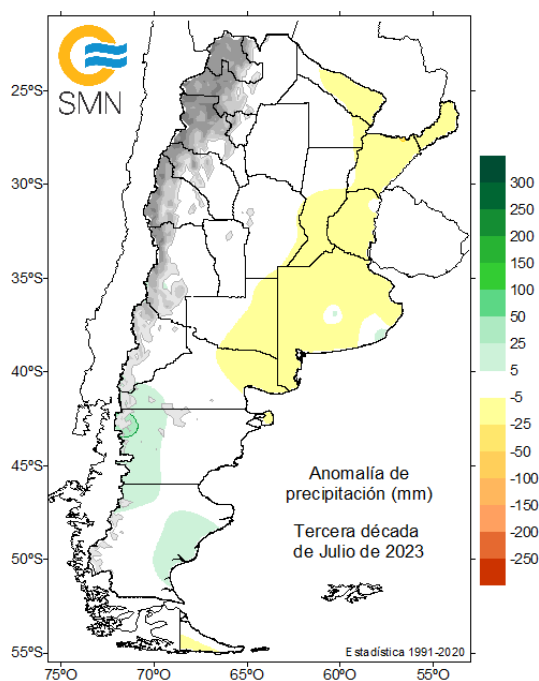 SMN
25ºS
30ºS
35ºS
40ºS
45ºS
50ºS
55ºS
75ºO
70ºO
65ºO
60ºO
55ºO
Anomalía de
precipitación (mm)
Tercera década
de Julio de 2023
Estadística 1991-2020
300
250
200
150
100
50
25
5
-5
-25
-50
-100
-150
-200
-250